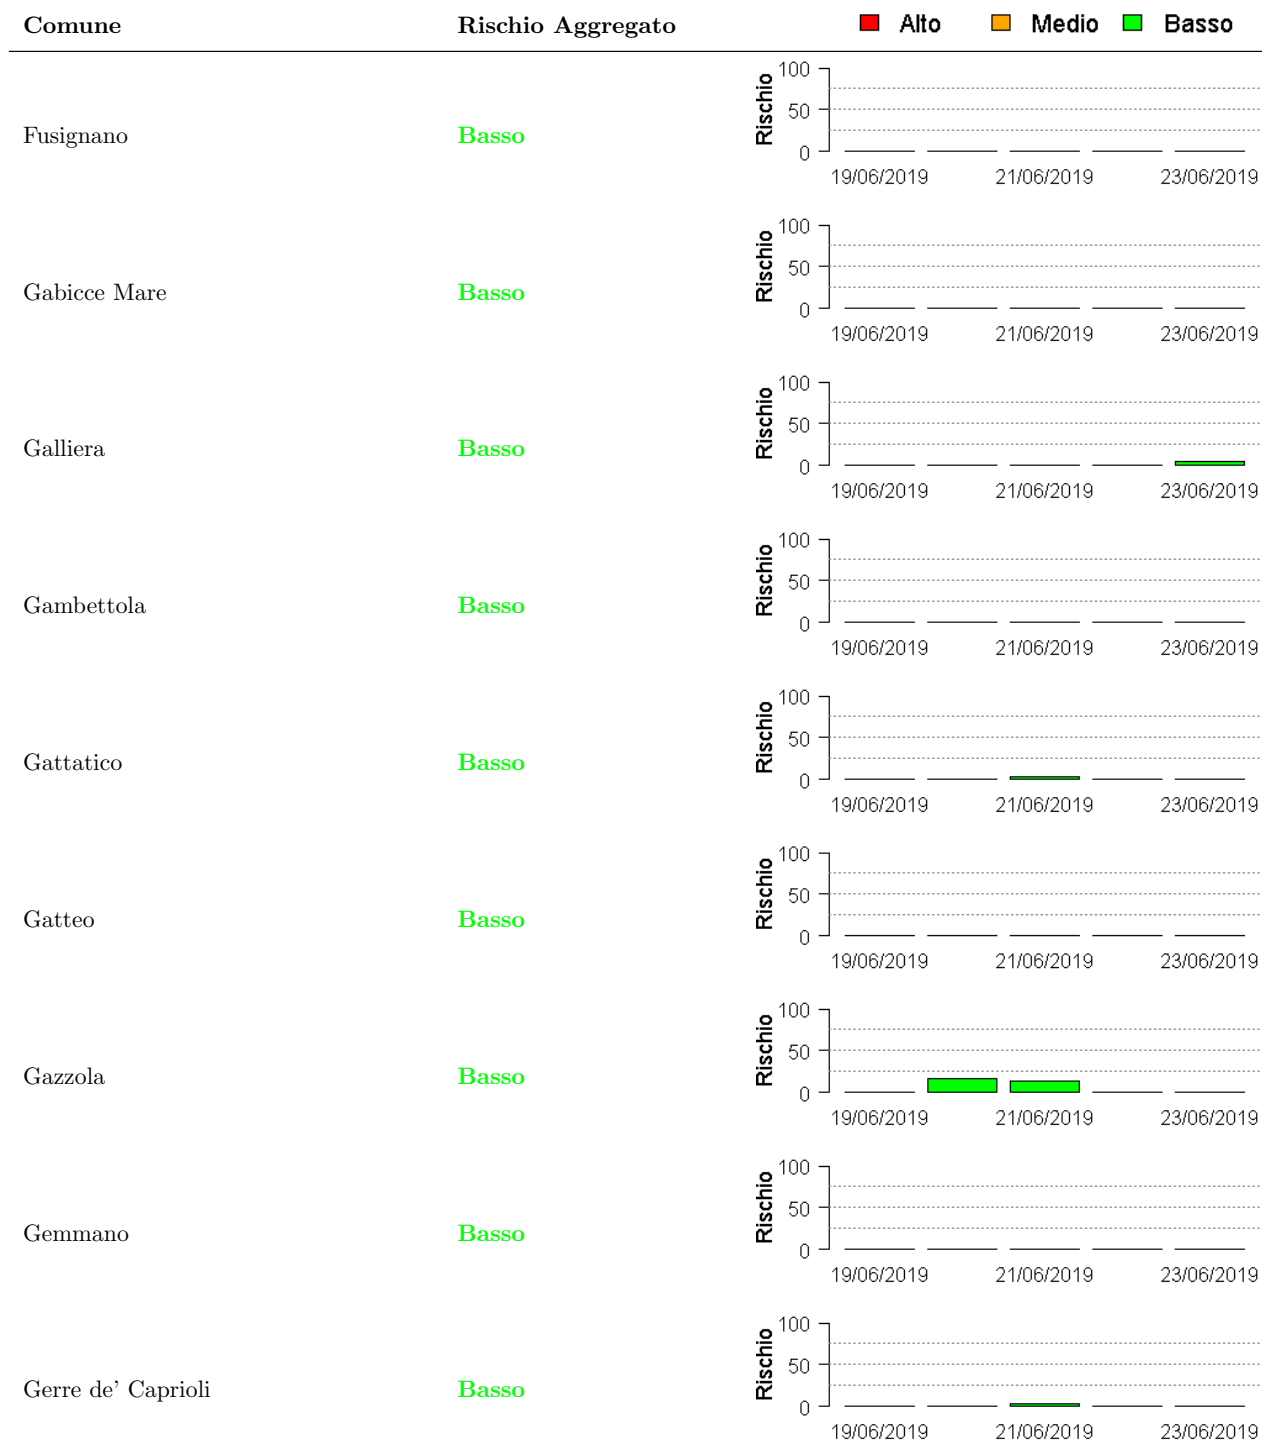 Comune Rischio Aggregato Alto Medio Basso
100
50
0
Rischio
Fusignano Basso
19/06/2019 21/06/2019 23/06/2019
100
50
0
Rischio
Gabicce Mare Basso
19/06/2019 21/06/2019 23/06/2019
100
50
0
Rischio
Galliera Basso
19/06/2019 21/06/2019 23/06/2019
100
50
0
Rischio
Gambettola Basso
19/06/2019 21/06/2019 23/06/2019
100
50
0
Rischio
Gattatico Basso
19/06/2019 21/06/2019 23/06/2019
100
50
0
Rischio
Gatteo Basso
19/06/2019 21/06/2019 23/06/2019
100
50
0
Rischio
Gazzola Basso
19/06/2019 21/06/2019 23/06/2019
100
50
0
Rischio
Gemmano Basso
19/06/2019 21/06/2019 23/06/2019
100
50
0
Rischio
Gerre de' Caprioli Basso
19/06/2019 21/06/2019 23/06/2019